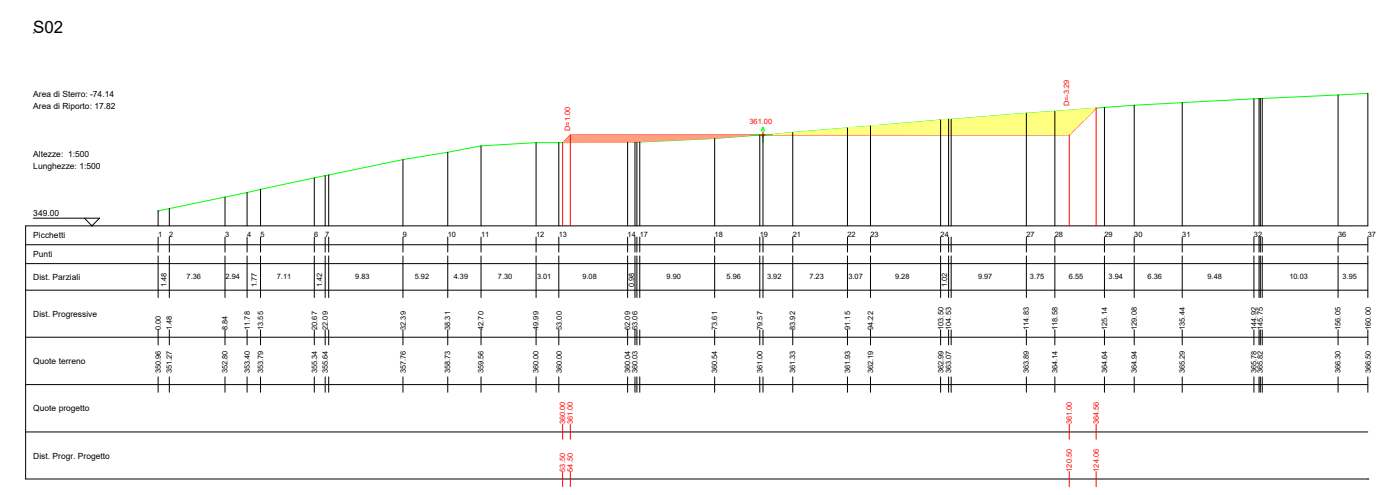 S02
Area di Sterro: -74.14
Area di Riporto: 17.82
Altezze: 1:500
Lunghezze: 1:500
349.00
D=1.00
361.00
D=-3.29
Picchetti 1 2 3 4 5 6 7 9 10 11 12 13 14 17 18 19 21 22 23 24 27 28 29 30 31 32 36 37
Punti
Dist. Parziali 1.48 7.36 2.94 1.77 7.11 1.42 9.83 5.92 4.39 7.30 3.01 9.08 0.98 9.90 5.96 3.92 7.23 3.07 9.28 1.02 9.97 3.75 6.55 3.94 6.36 9.48 10.03 3.95
Dist. Progressive 0.00 1.48 8.84 11.78 13.55 20.67 22.09 32.39 38.31 42.70 49.99 53.00 62.09 63.06 73.61 79.57 83.92 91.15 94.22 103.50 104.53 114.83 118.58 125.14 129.08 135.44 144.92 145.75 156.05 160.00
Quote terreno 350.96 351.27 352.80 353.40 353.79 355.34 355.64 357.76 358.73 359.56 360.00 360.00 360.04 360.03 360.54 361.00 361.33 361.93 362.19 362.99 363.07 363.89 364.14 364.64 364.94 365.29 365.78 365.82 366.30 366.50
Quote progetto 360.00 361.00 361.00 364.56
Dist. Progr. Progetto 53.50 54.50 120.50 124.06